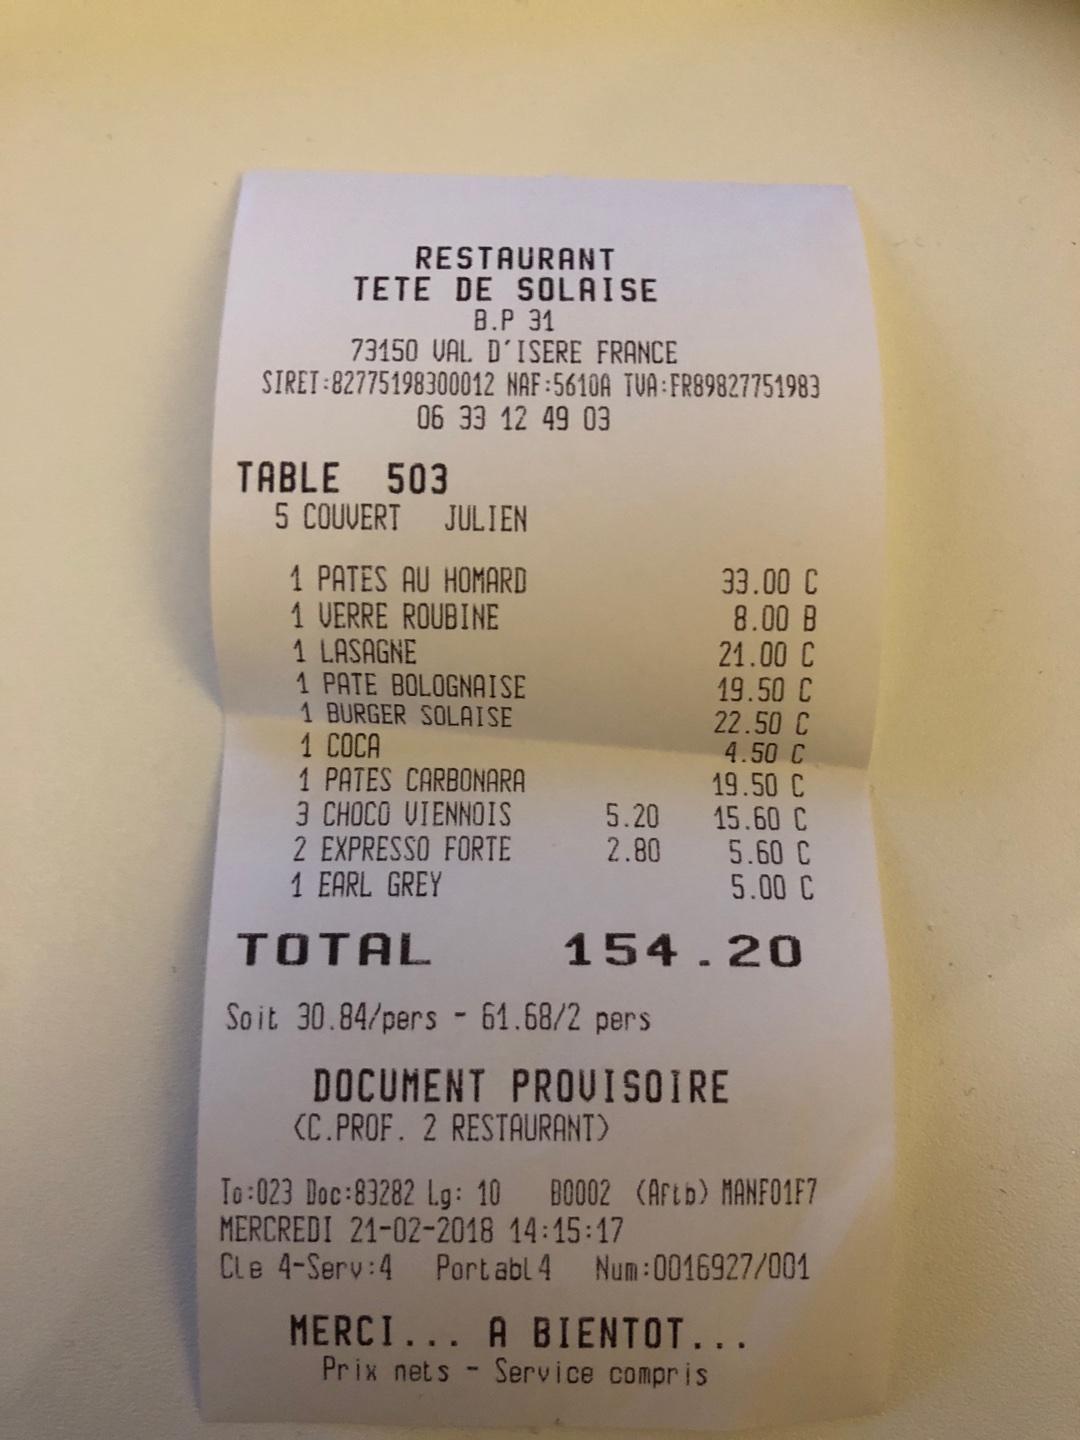 RESTAURANT
TETE DE SOLAISE
B.P 31
73150 VAL D'ISERE FRANCE
SIRET:82775198300012 NAF:5610A TVA:FR89827751983
06 33 12 49 03
TABLE 503
5 COUVERT JULIEN
1 PATES AU HOMARD 33.00 C
1 VERRE ROUBINE 8.00 B
1 LASAGNE 21.00 C
1 PATE BOLOGNAISE 19.50 C
1 BURGER SOLAISE 22.50 C
1 COCA 4.50 C
1 PATES CARBONARA 19.50 C
3 CHOCO VIENNOIS 5.20 15.60 C
2 EXPRESSO FORTE 2.80 5.60 C
1 EARL GREY 5.00 C
TOTAL 154.20
Soit 30.84/pers - 61.68/2 pers
DOCUMENT PROVISOIRE
(C.PROF. 2 RESTAURANT)
To:023 Doc:83282 Lg: 10 B0002 (Artb) MANF01F7
MERCREDI 21-02-2018 14:15:17
Cle 4-Serv:4 Portabl4 Num:0016927/001
MERCI... A BIENTOT...
Prix nets - Service compris